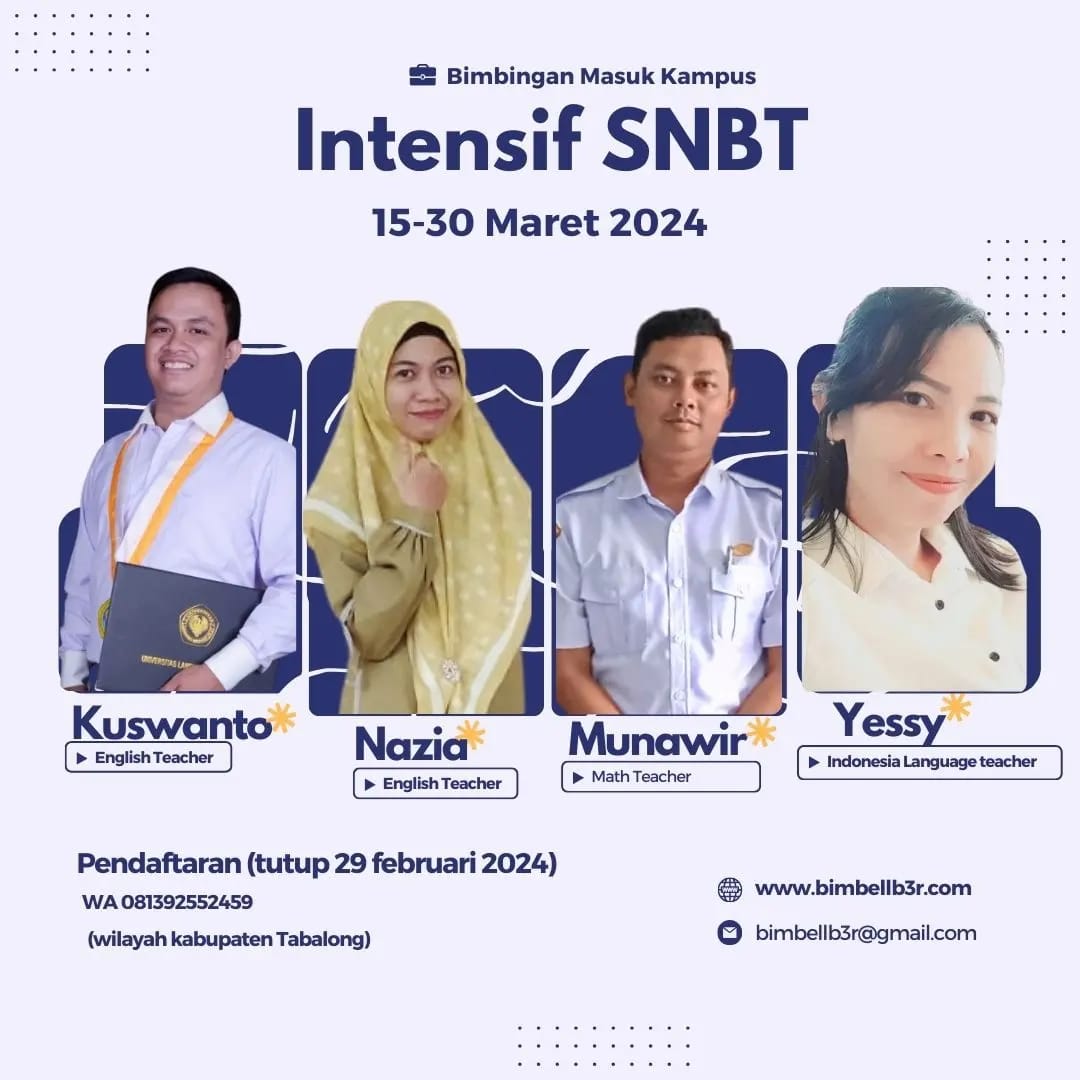 Bimbingan Masuk Kampus
Intensif SNBT
15-30 Maret 2024
UNIVERSITAS
Kuswanto
English Teacher
Nazia
English Teacher
Munawir
Math Teacher
Yessy
Indonesia Language teacher
Pendaftaran (tutup 29 februari 2024)
WA 081392552459
(wilayah kabupaten Tabalong)
www.bimbellb3r.com
bimbellb3r@gmail.com